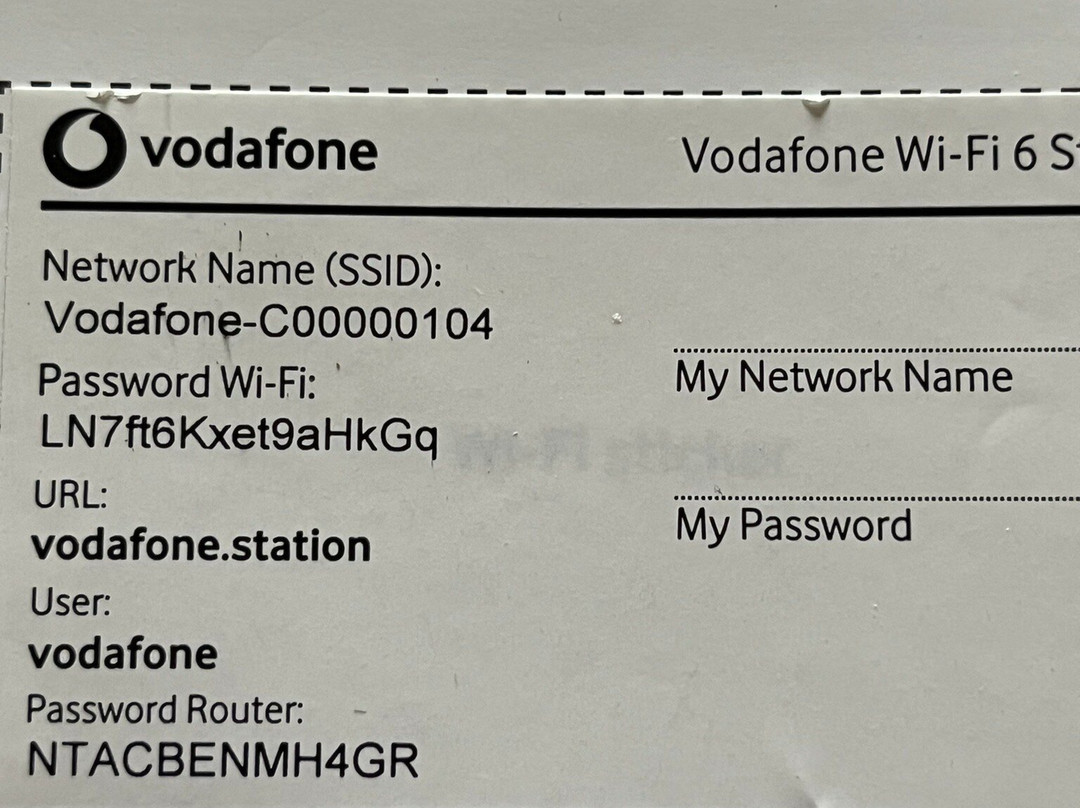 vodafone
Vodafone Wi-Fi 6
Network Name (SSID):
Vodafone-C00000104
Password Wi-Fi:
LN7ft6Kxet9aHkGq
URL:
vodafone.station
User:
vodafone
Password Router:
NTACBENMH4GR
My Network Name
My Password